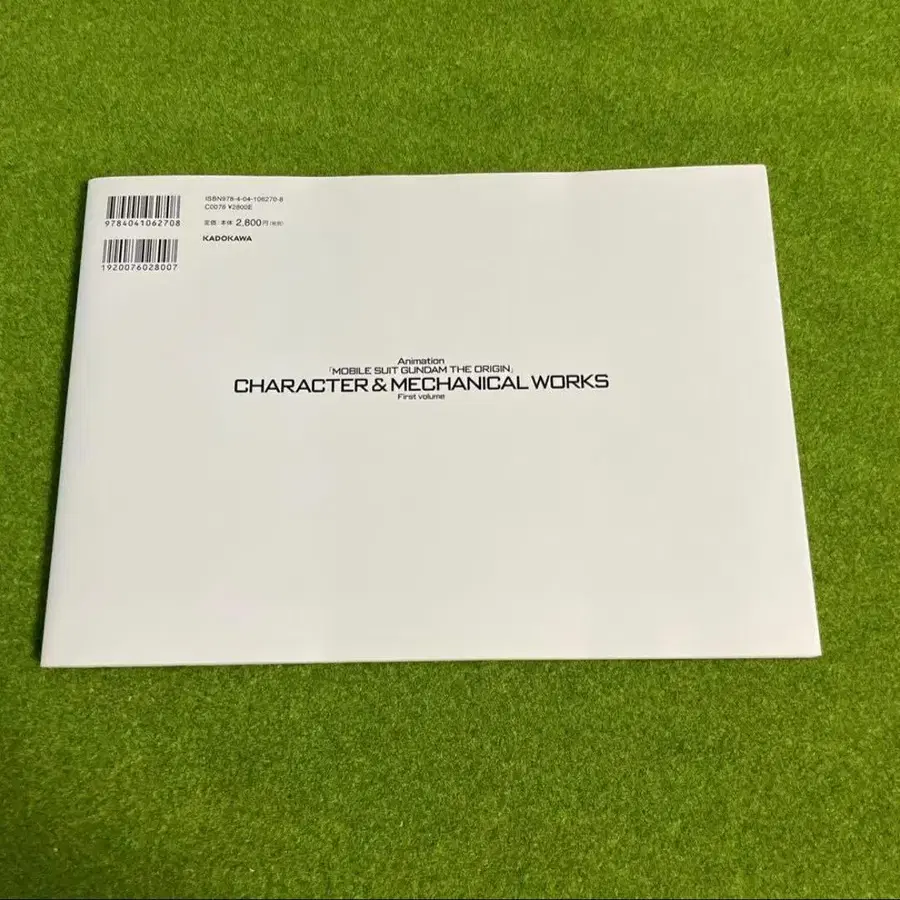 9784041062708
1920076028007
ISBN978-4-04-106270-8
C0076 ¥2800E
定価：本体2,800円(税別)
KADOKAWA
Animation
「MOBILE SUIT GUNDAM THE ORIGIN」
CHARACTER & MECHANICAL WORKS
First volume